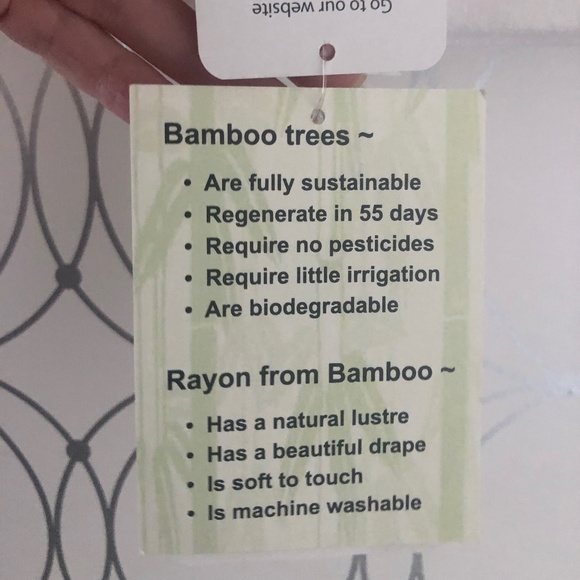 Go to our website
Bamboo trees ~
• Are fully sustainable
• Regenerate in 55 days
• Require no pesticides
• Require little irrigation
• Are biodegradable
Rayon from Bamboo ~
• Has a natural lustre
• Has a beautiful drape
• Is soft to touch
• Is machine washable